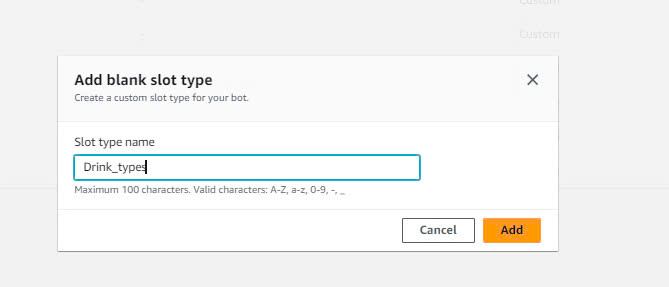 Custom
Custom
Add blank slot type
Create a custom slot type for your bot.
Slot type name
Drink_types
Maximum 100 characters. Valid characters: A-Z, a-z, 0-9, -, _
Cancel
Add